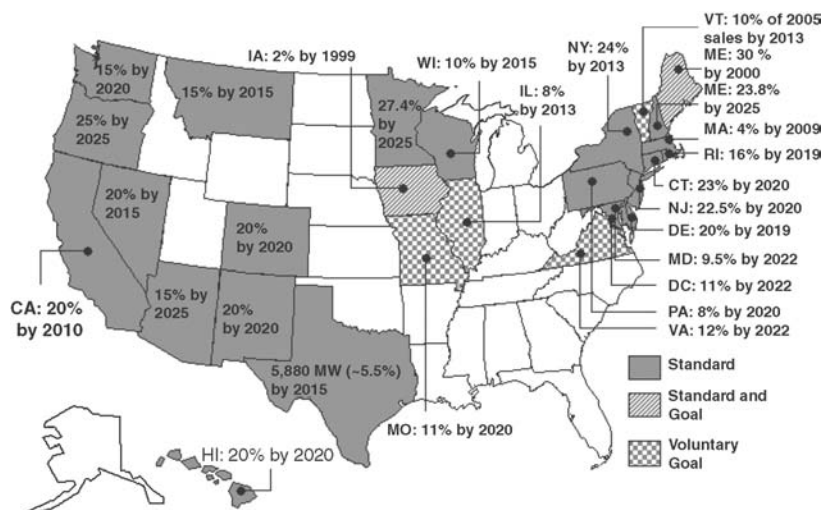 VT: 10% of 2005
sales by 2013
IA: 2% by 1999
WI: 10% by 2015
NY: 24%
by 2013
ME: 30 %
by 2000
ME: 23.8%
by 2025
15% by
2020
15% by 2015
27.4%
by
2025
IL: 8%
by 2013
MA: 4% by 2009
25% by
2025
RI: 16% by 2019
20% by
2015
CT: 23% by 2020
NJ: 22.5% by 2020
20%
by 2020
DE: 20% by 2019
MD: 9.5% by 2022
CA: 20%
by 2010
15% by
2025
20%
by 2020
DC: 11% by 2022
PA: 8% by 2020
VA: 12% by 2022
5,880 MW (~5.5%)
by 2015
Standard
Standard and
Goal
MO: 11% by 2020
Voluntary
Goal
HI: 20% by 2020